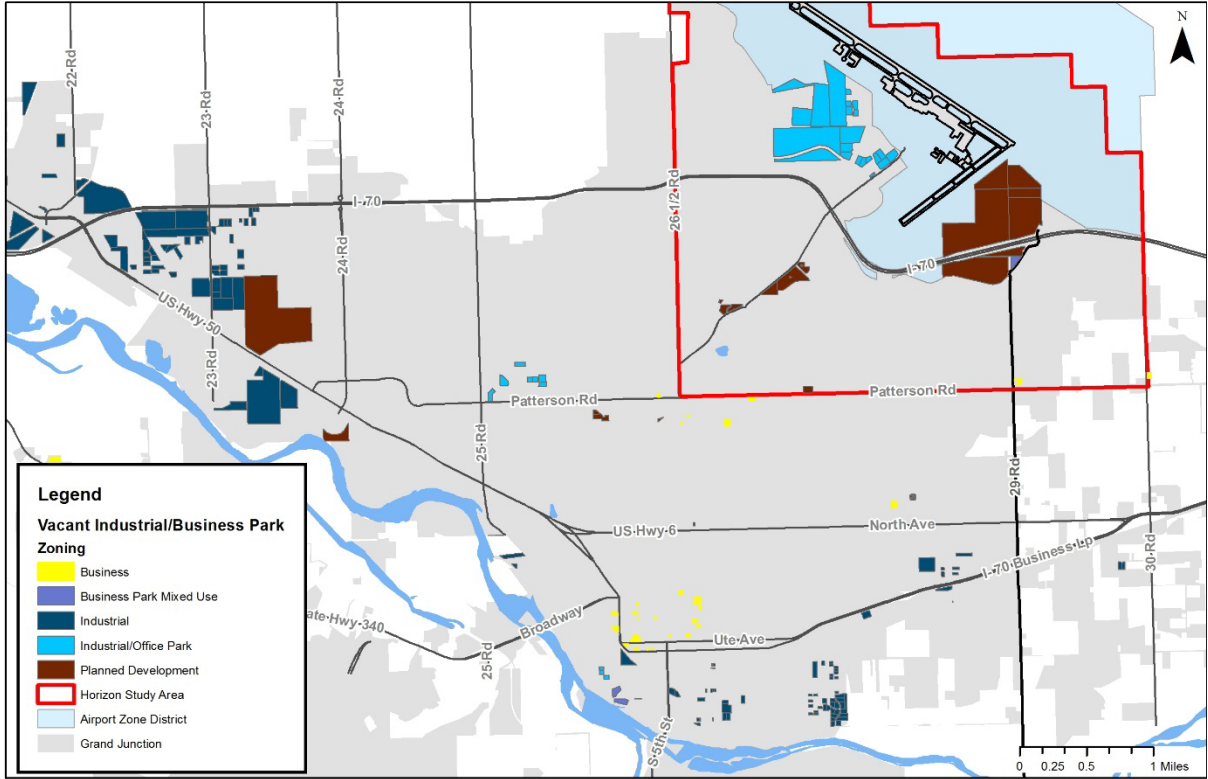 N
22 Rd
23 Rd
24 Rd
26 1/2 Rd
I-70
24 Rd
I-70
US Hwy 50
23 Rd
Patterson Rd
Patterson Rd
25 Rd
29 Rd
US Hwy 6
North Ave
I-70 Business Lp
30 Rd
ate Hwy 340
Broadway
Ute Ave
25 Rd
S 5th St
Legend
Vacant Industrial/Business Park
Zoning
Business
Business Park Mixed Use
Industrial
Industrial/Office Park
Planned Development
Horizon Study Area
Airport Zone District
Grand Junction
0 0.25 0.5 1 Miles